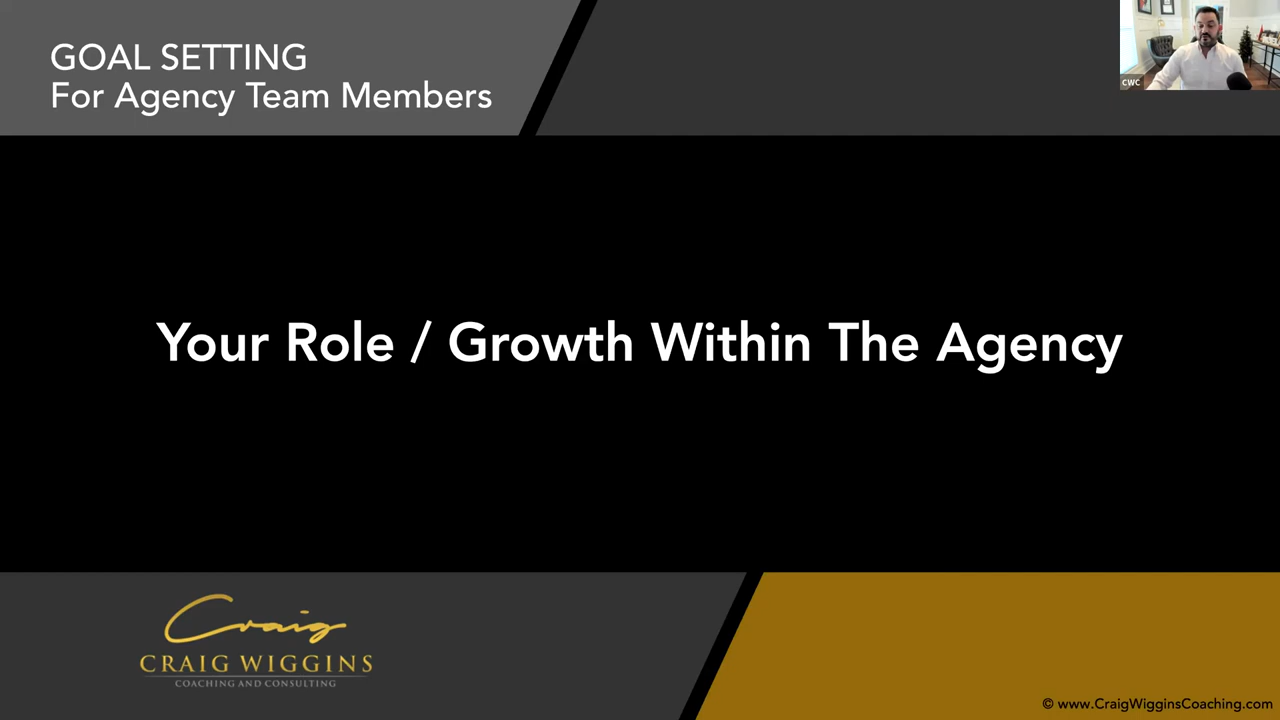 GOAL SETTING
For Agency Team Members
CWC
Your Role / Growth Within The Agency
Craig
CRAIG WIGGINS
COACHING AND CONSULTING
© www.CraigWigginsCoaching.com